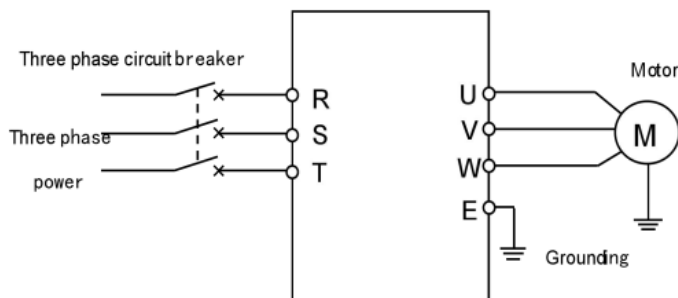 Three phase circuit breaker
Three phase
power
R
S
T
U
V
W
E
Motor
M
Grounding